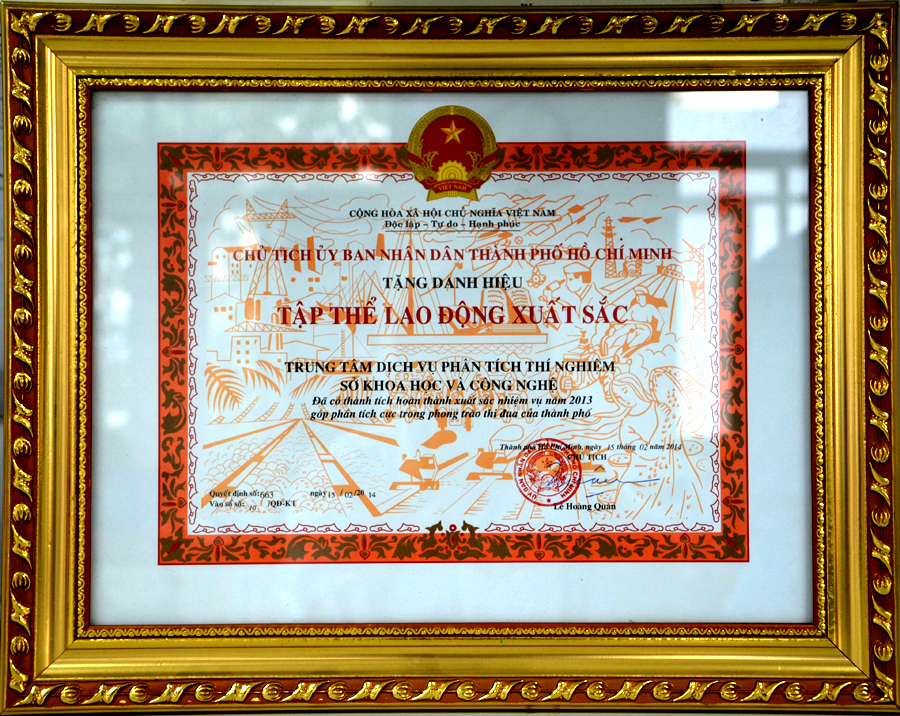 VIỆT NAM
CỘNG HÒA XÃ HỘI CHỦ NGHĨA VIỆT NAM
Độc lập – Tự do – Hạnh phúc
CHỦ TỊCH ỦY BAN NHÂN DÂN THÀNH PHỐ HỒ CHÍ MINH
TẶNG DANH HIỆU
TẬP THỂ LAO ĐỘNG XUẤT SẮC
TRUNG TÂM DỊCH VỤ PHÂN TÍCH THÍ NGHIỆM
SỞ KHOA HỌC VÀ CÔNG NGHỆ
Đã có thành tích hoàn thành xuất sắc nhiệm vụ năm 2013
góp phần tích cực trong phong trào thi đua của thành phố
Thành phố Hồ Chí Minh, ngày 15 tháng 02 năm 2014
CHỦ TỊCH
Quyết định số: 663 ngày 15 / 02 /20 14
Vào sổ số: 19 /QĐ-KT
Lê Hoàng Quân